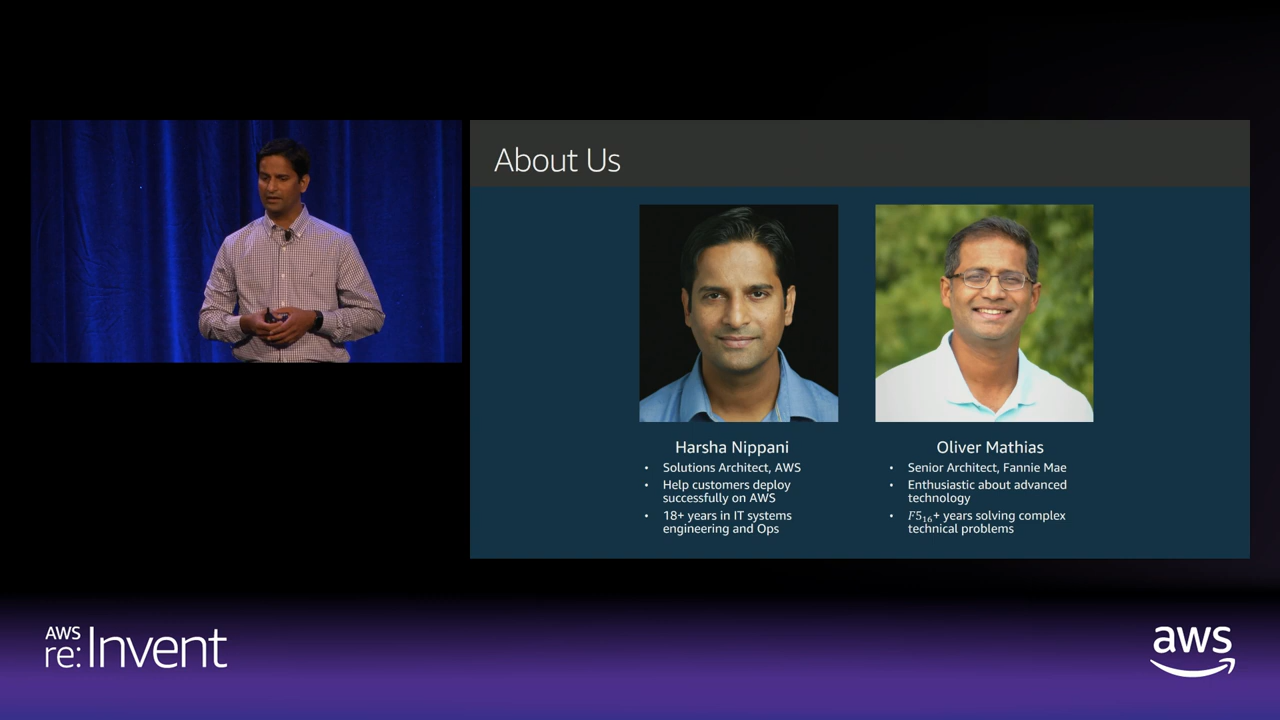 About Us
Harsha Nippani
• Solutions Architect, AWS
• Help customers deploy
successfully on AWS
• 18+ years in IT systems
engineering and Ops
Oliver Mathias
• Senior Architect, Fannie Mae
• Enthusiastic about advanced
technology
• F5₁₆+ years solving complex
technical problems
AWS
re:Invent
aws